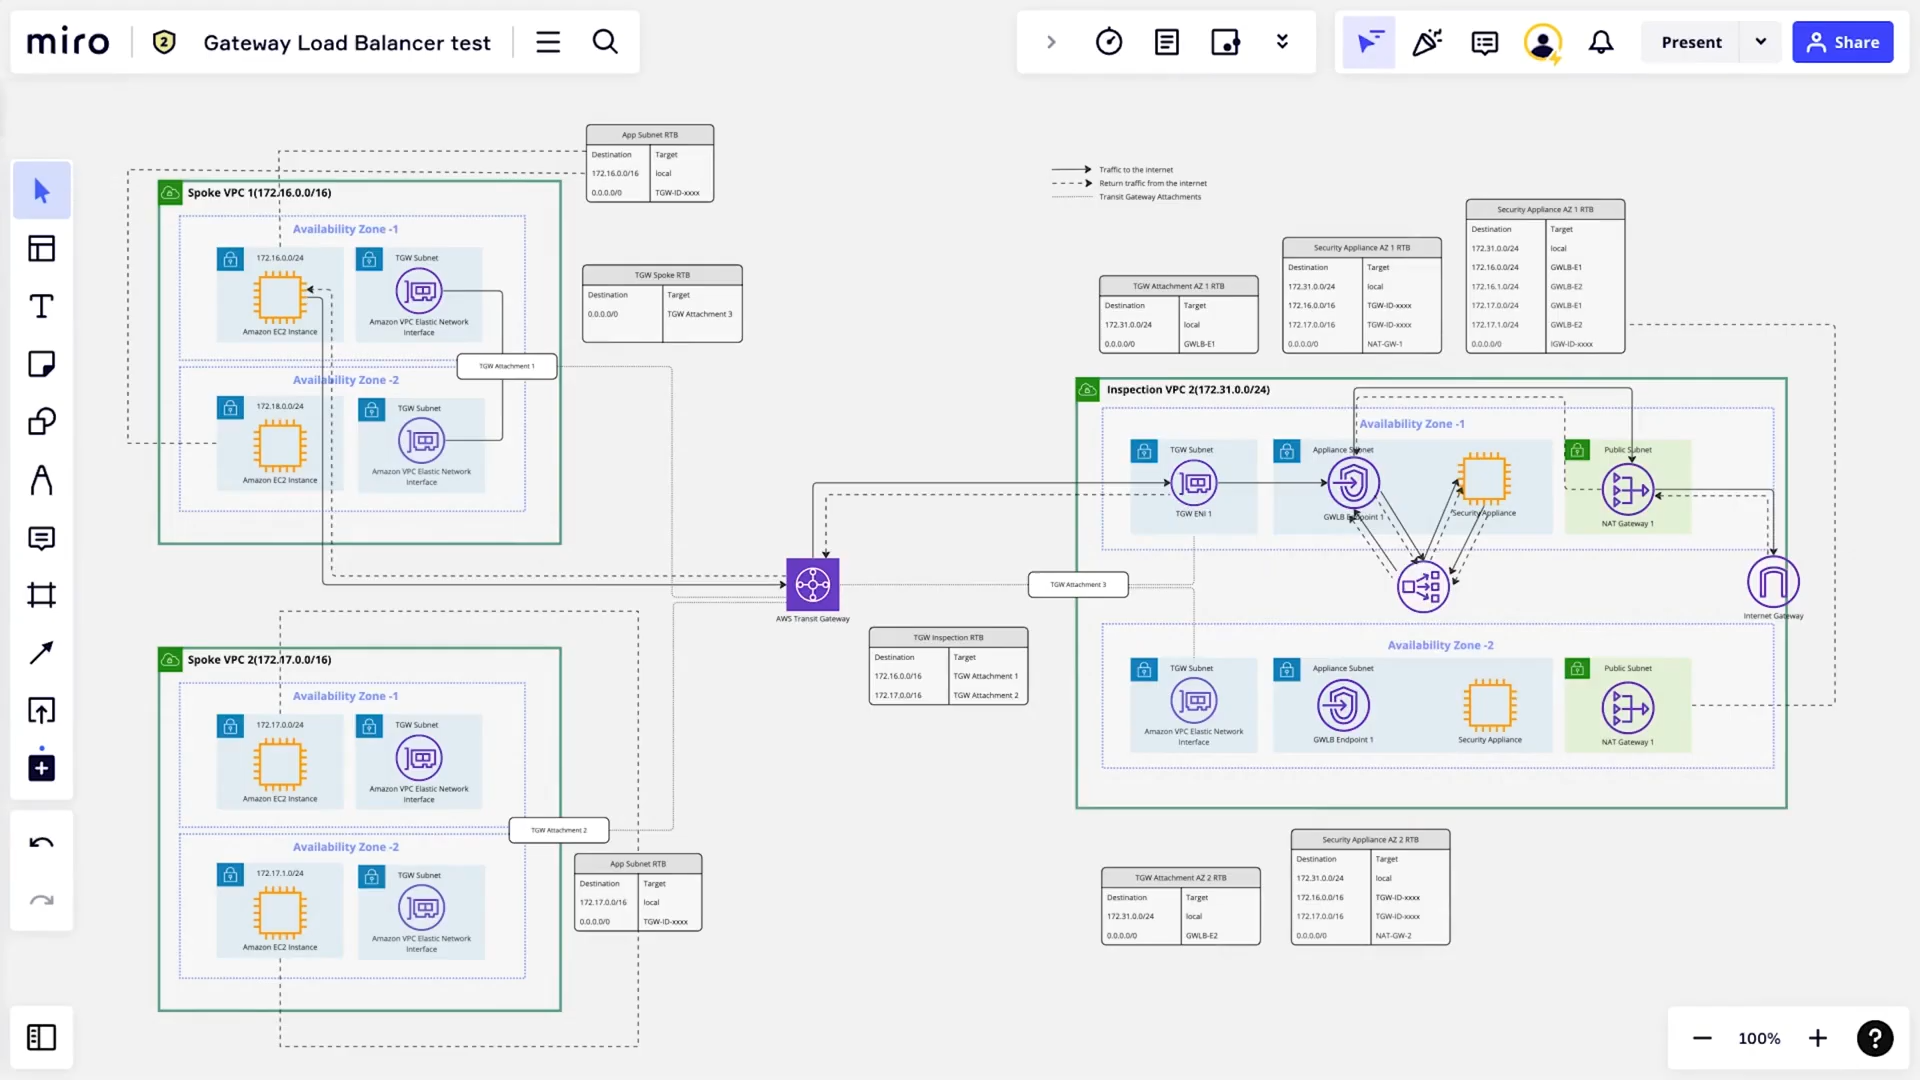 miro
2
Gateway Load Balancer test
Present
Share
App Subnet RTB
Destination Target
172.16.0.0/16 local
0.0.0.0/0 TGW-ID-xxxx
Traffic to the internet
Return traffic from the internet
Transit Gateway Attachments
Spoke VPC 1(172.16.0.0/16)
Availability Zone -1
172.16.0.0/24
Amazon EC2 Instance
TGW Subnet
Amazon VPC Elastic Network
Interface
TGW Attachment 1
Availability Zone -2
172.18.0.0/24
Amazon EC2 Instance
TGW Subnet
Amazon VPC Elastic Network
Interface
TGW Spoke RTB
Destination Target
0.0.0.0/0 TGW Attachment 3
TGW Attachment AZ 1 RTB
Destination Target
172.31.0.0/24 local
0.0.0.0/0 GWLB-E1
Security Appliance AZ 1 RTB
Destination Target
172.31.0.0/24 local
172.16.0.0/16 TGW-ID-xxxx
172.17.0.0/16 TGW-ID-xxxx
0.0.0.0/0 NAT-GW-1
Security Appliance AZ 1 RTB
Destination Target
172.31.0.0/24 local
172.16.0.0/24 GWLB-E1
172.16.1.0/24 GWLB-E2
172.17.0.0/24 GWLB-E1
172.17.1.0/24 GWLB-E2
0.0.0.0/0 IGW-ID-xxxx
Inspection VPC 2(172.31.0.0/24)
Availability Zone -1
TGW Subnet
TGW ENI 1
Appliance Subnet
GWLB Endpoint 1
Security Appliance
Public Subnet
NAT Gateway 1
AWS Transit Gateway
TGW Attachment 3
Internet Gateway
TGW Inspection RTB
Destination Target
172.16.0.0/16 TGW Attachment 1
172.17.0.0/16 TGW Attachment 2
Availability Zone -2
TGW Subnet
Amazon VPC Elastic Network
Interface
Appliance Subnet
GWLB Endpoint 1
Security Appliance
Public Subnet
NAT Gateway 1
Spoke VPC 2(172.17.0.0/16)
Availability Zone -1
172.17.0.0/24
Amazon EC2 Instance
TGW Subnet
Amazon VPC Elastic Network
Interface
TGW Attachment 2
Availability Zone -2
172.17.1.0/24
Amazon EC2 Instance
TGW Subnet
Amazon VPC Elastic Network
Interface
App Subnet RTB
Destination Target
172.17.0.0/16 local
0.0.0.0/0 TGW-ID-xxxx
TGW Attachment AZ 2 RTB
Destination Target
172.31.0.0/24 local
0.0.0.0/0 GWLB-E2
Security Appliance AZ 2 RTB
Destination Target
172.31.0.0/24 local
172.16.0.0/16 TGW-ID-xxxx
172.17.0.0/16 TGW-ID-xxxx
0.0.0.0/0 NAT-GW-2
100%
?